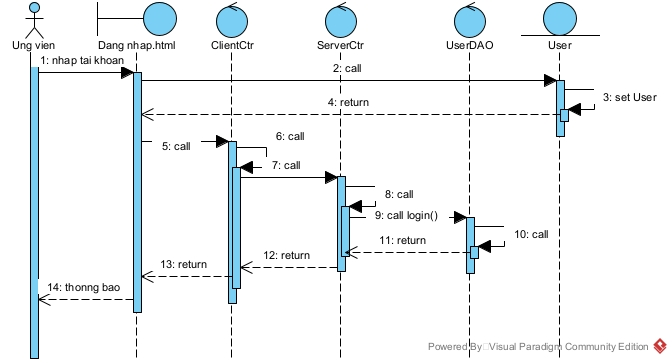 Ung vien
Dang nhap.html
ClientCtr
ServerCtr
UserDAO
User
1: nhap tai khoan
2: call
3: set User
4: return
5: call
6: call
7: call
8: call
9: call login()
10: call
11: return
12: return
13: return
14: thonng bao
Powered By Visual Paradigm Community Edition